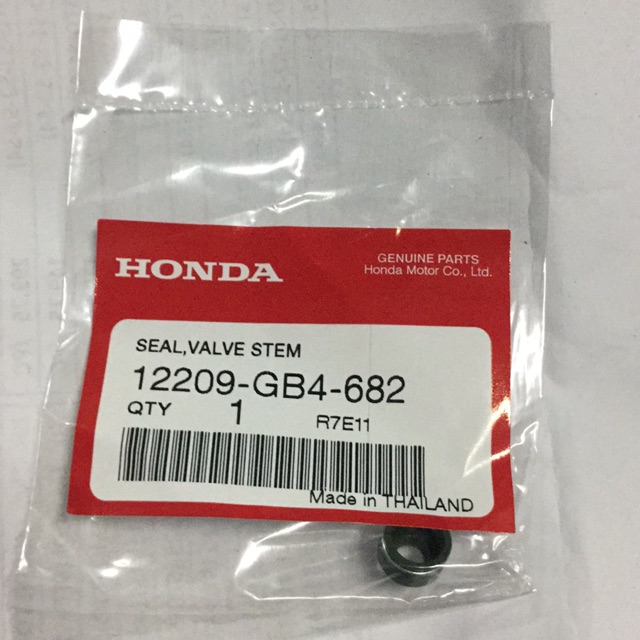 HONDA
GENUINE PARTS
Honda Motor Co., Ltd.
SEAL,VALVE STEM
12209-GB4-682
QTY 1 R7E11
Made in THAILAND